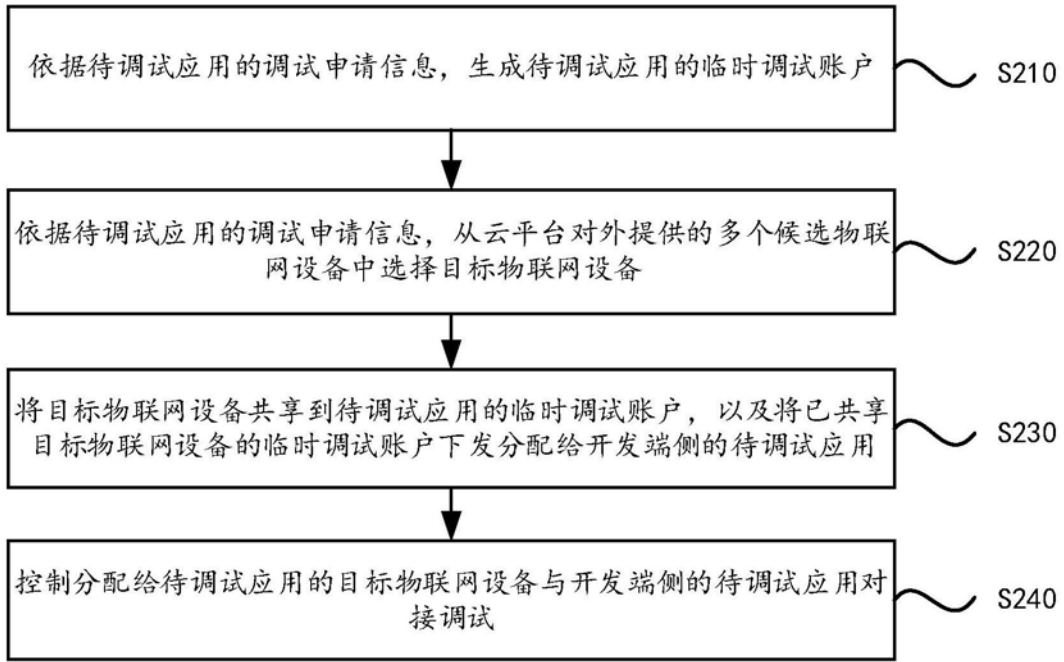 依据待调试应用的调试申请信息，生成待调试应用的临时调试账户
S210
依据待调试应用的调试申请信息，从云平台对外提供的多个候选物联
网设备中选择目标物联网设备
S220
将目标物联网设备共享到待调试应用的临时调试账户，以及将已共享
目标物联网设备的临时调试账户下发分配给开发端侧的待调试应用
S230
控制分配给待调试应用的目标物联网设备与开发端侧的待调试应用对
接调试
S240